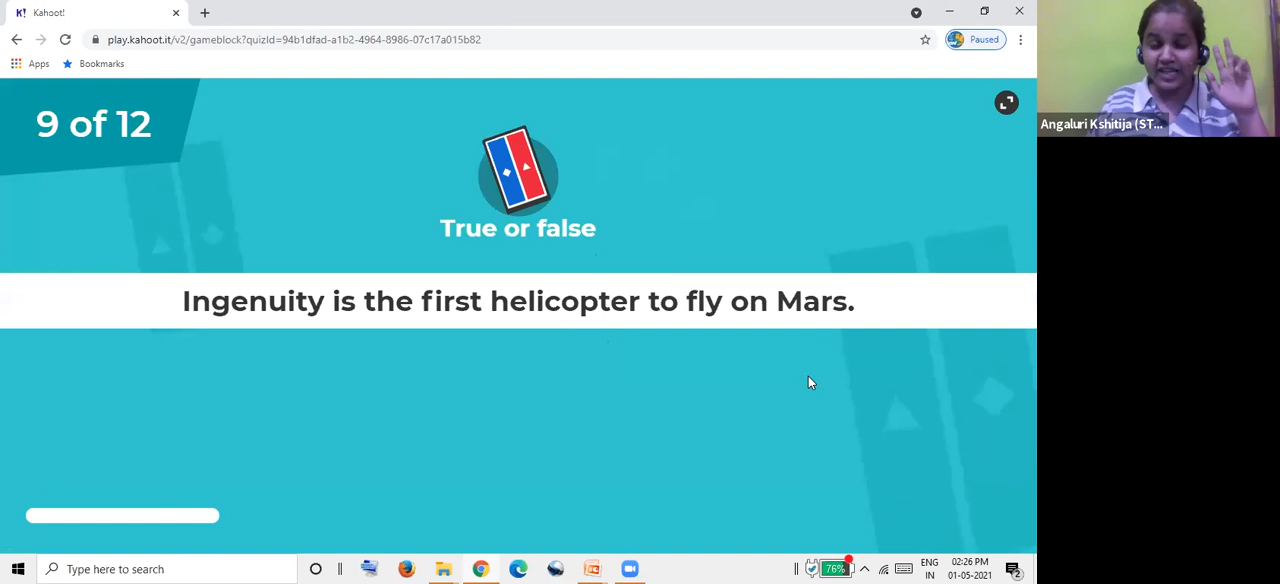 K! Kahoot!
play.kahoot.it/v2/gameblock?quizId=94b1dfad-a1b2-4964-8986-07c17a015b82
Paused
Apps
Bookmarks
9 of 12
True or false
Ingenuity is the first helicopter to fly on Mars.
Angaluri Kshitija (ST...
Type here to search
76%
ENG
IN
02:26 PM
01-05-2021
2